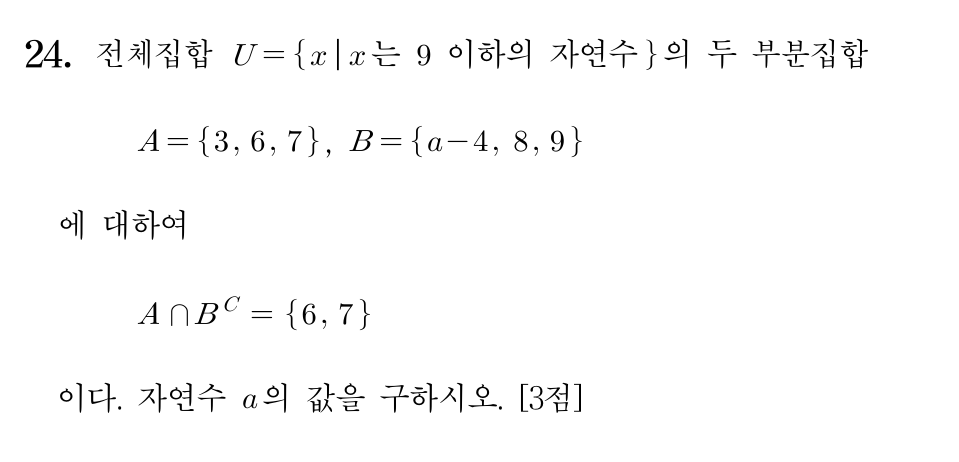 24. 전체집합 U={x|x는 9 이하의 자연수}의 두 부분집합
A={3, 6, 7}, B={a-4, 8, 9}
에 대하여
A∩B^C={6, 7}
이다. 자연수 a의 값을 구하시오. [3점]